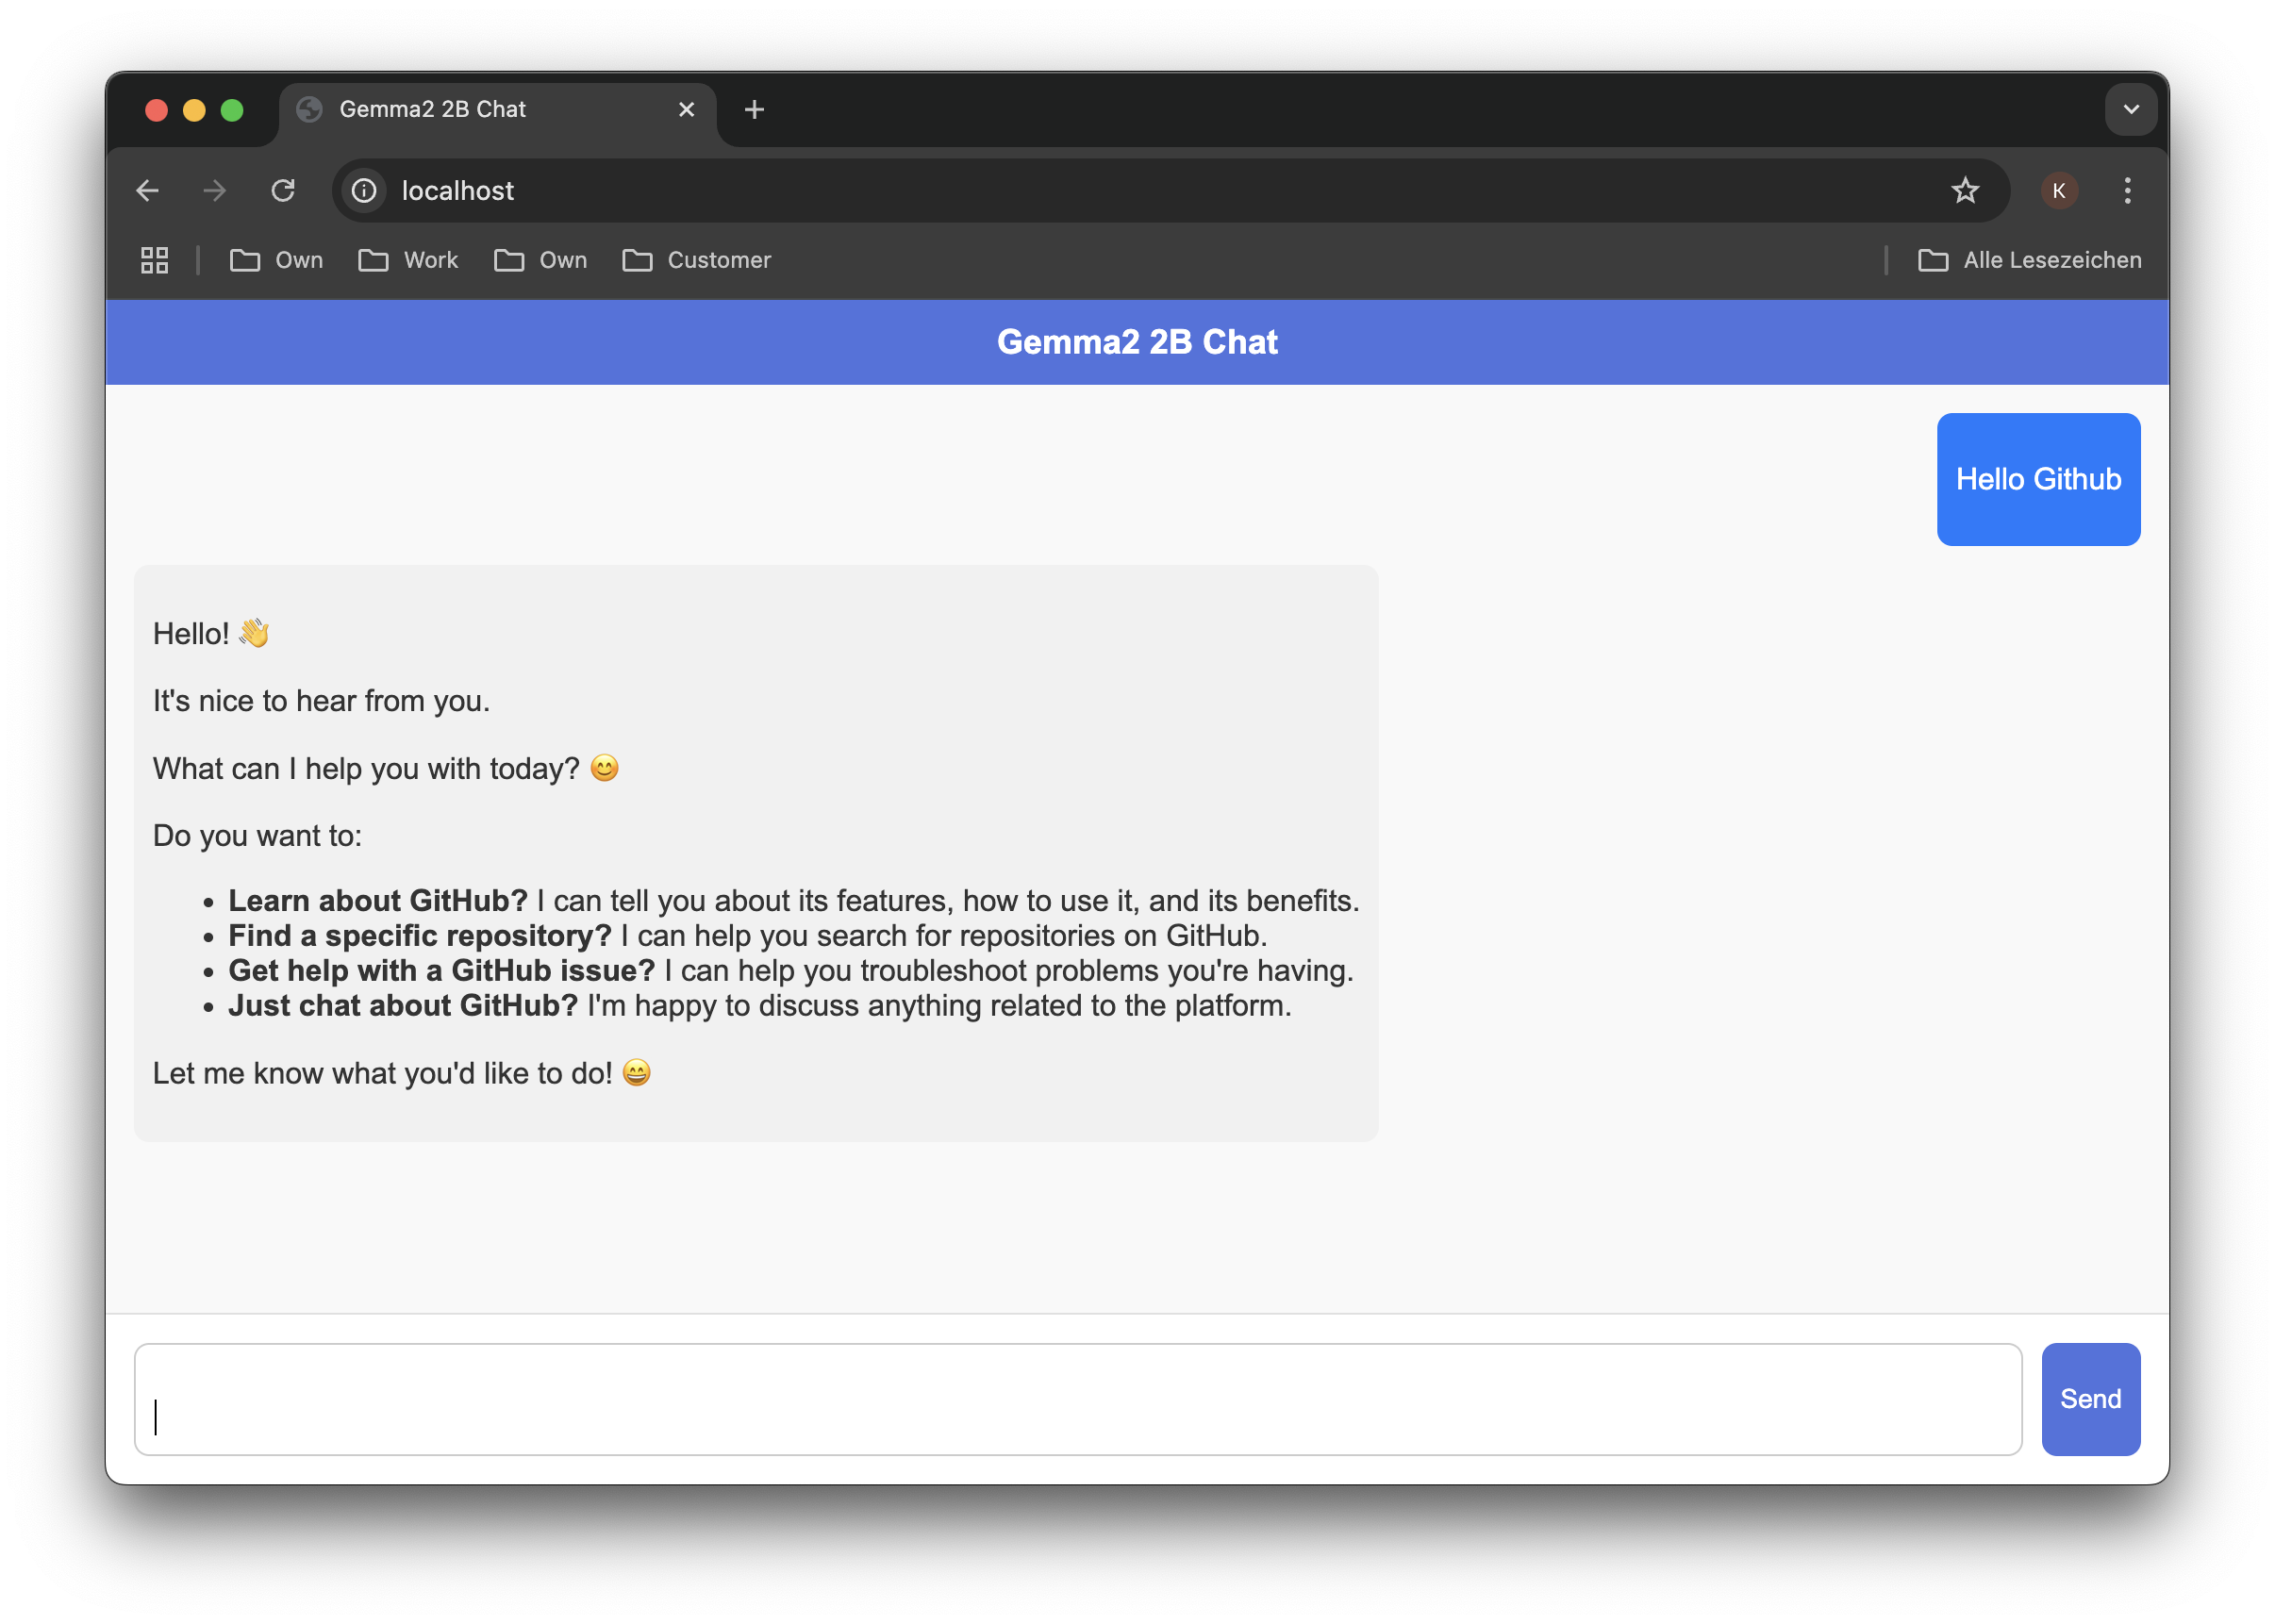 Gemma2 2B Chat
localhost
K
Own Work Own Customer Alle Lesezeichen
Gemma2 2B Chat
Hello Github
Hello! 👋
It's nice to hear from you.
What can I help you with today? 😊
Do you want to:
• Learn about GitHub? I can tell you about its features, how to use it, and its benefits.
• Find a specific repository? I can help you search for repositories on GitHub.
• Get help with a GitHub issue? I can help you troubleshoot problems you're having.
• Just chat about GitHub? I'm happy to discuss anything related to the platform.
Let me know what you'd like to do! 😄
Send